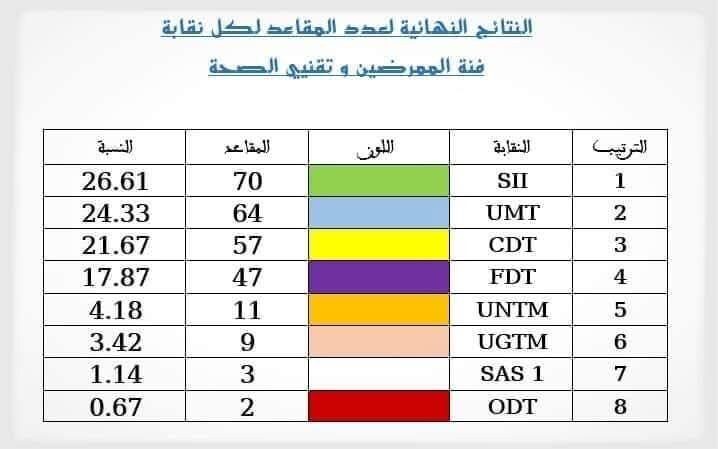 النتائج النهائية لعدد المقاعد لكل نقابة
فئة الممرضين و تقنيي الصحة
الترتيب النقابة اللون المقاعد النسبة
1 SII 70 26.61
2 UMT 64 24.33
3 CDT 57 21.67
4 FDT 47 17.87
5 UNTM 11 4.18
6 UGTM 9 3.42
7 SAS 1 3 1.14
8 ODT 2 0.67